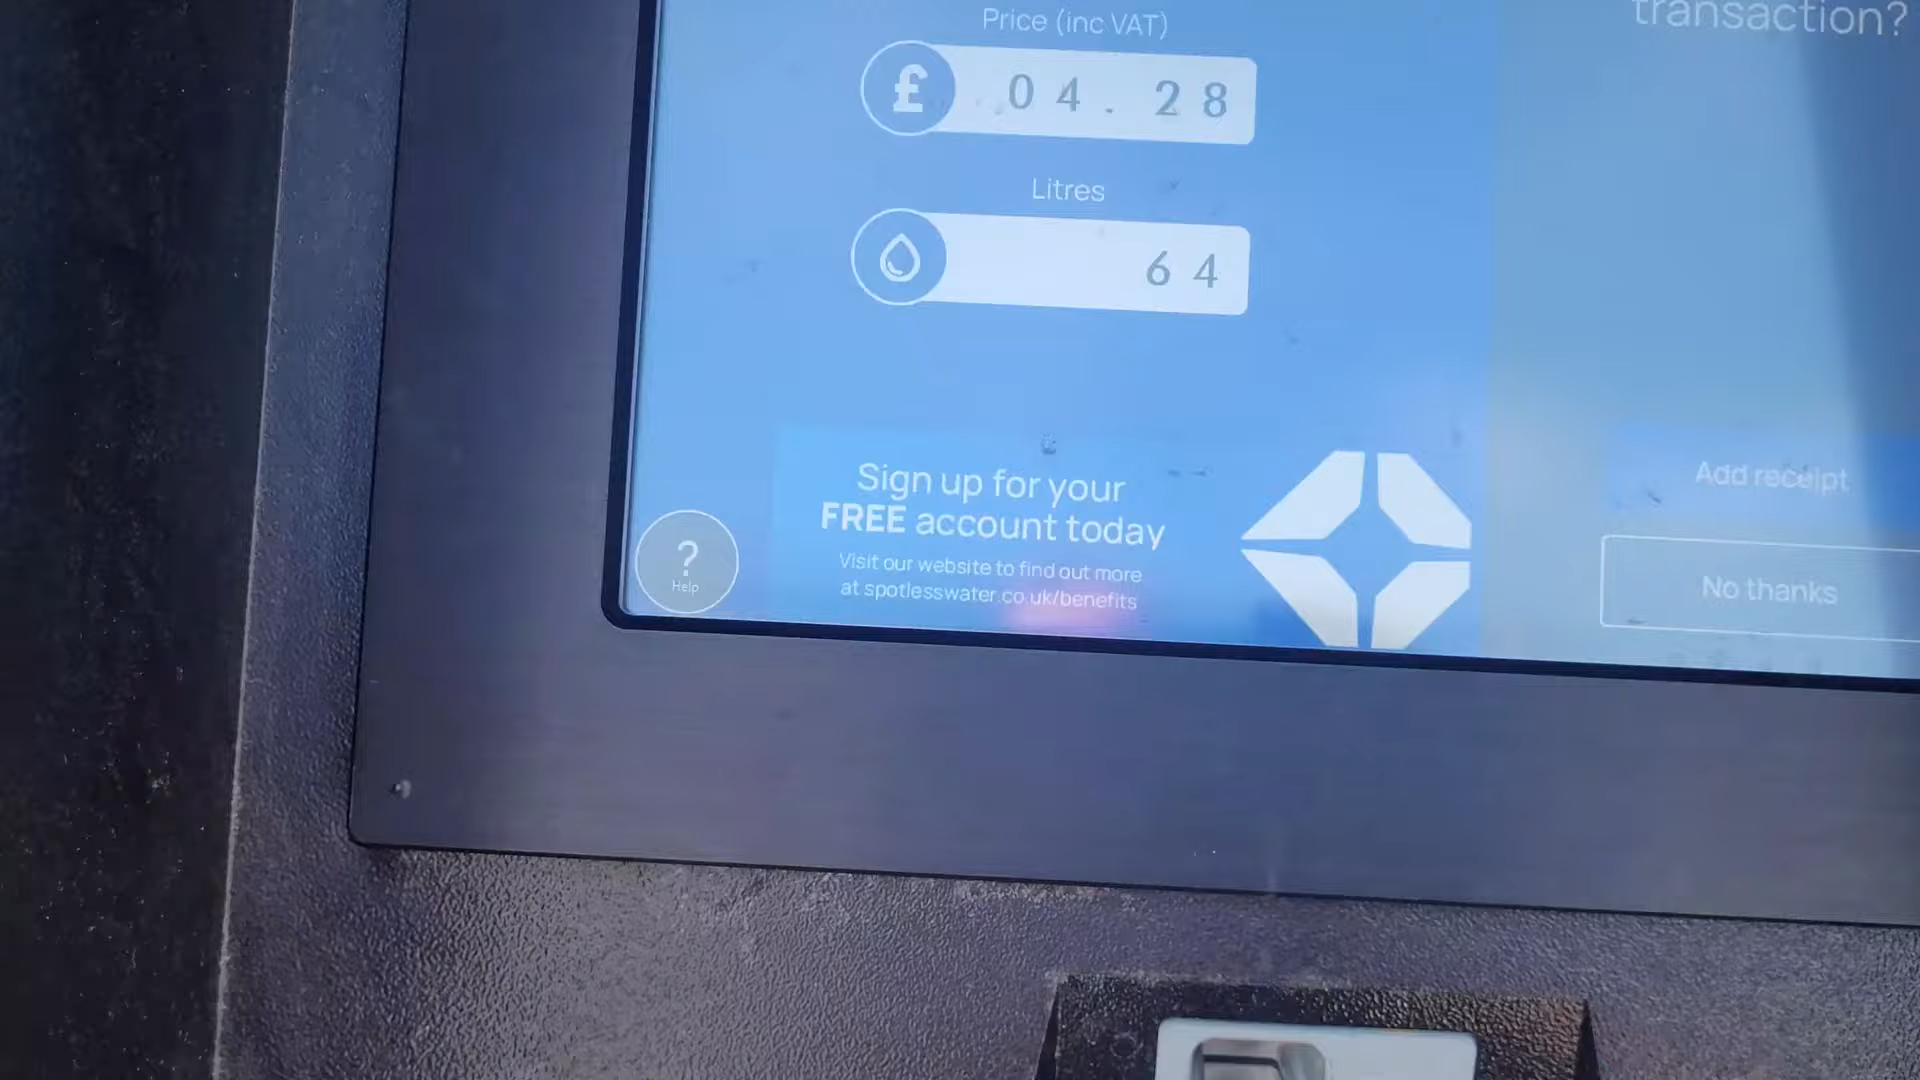 Price (inc VAT)
£ 04.28
Litres
64
Sign up for your
FREE account today
Visit our website to find out more
at spotlesswater.co.uk/benefits
?
Help
transaction?
Add receipt
No thanks